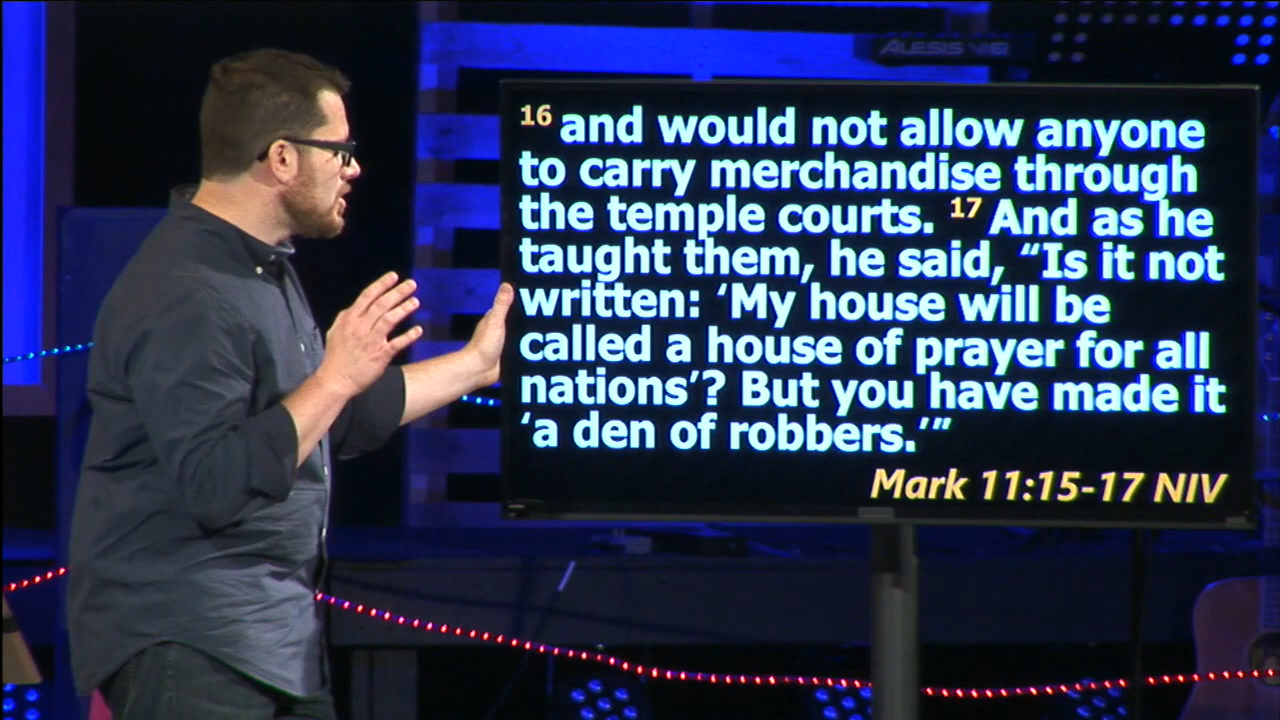 ALESIS VI61
16 and would not allow anyone
to carry merchandise through
the temple courts. 17 And as he
taught them, he said, “Is it not
written: ‘My house will be
called a house of prayer for all
nations’? But you have made it
‘a den of robbers.’”
Mark 11:15-17 NIV